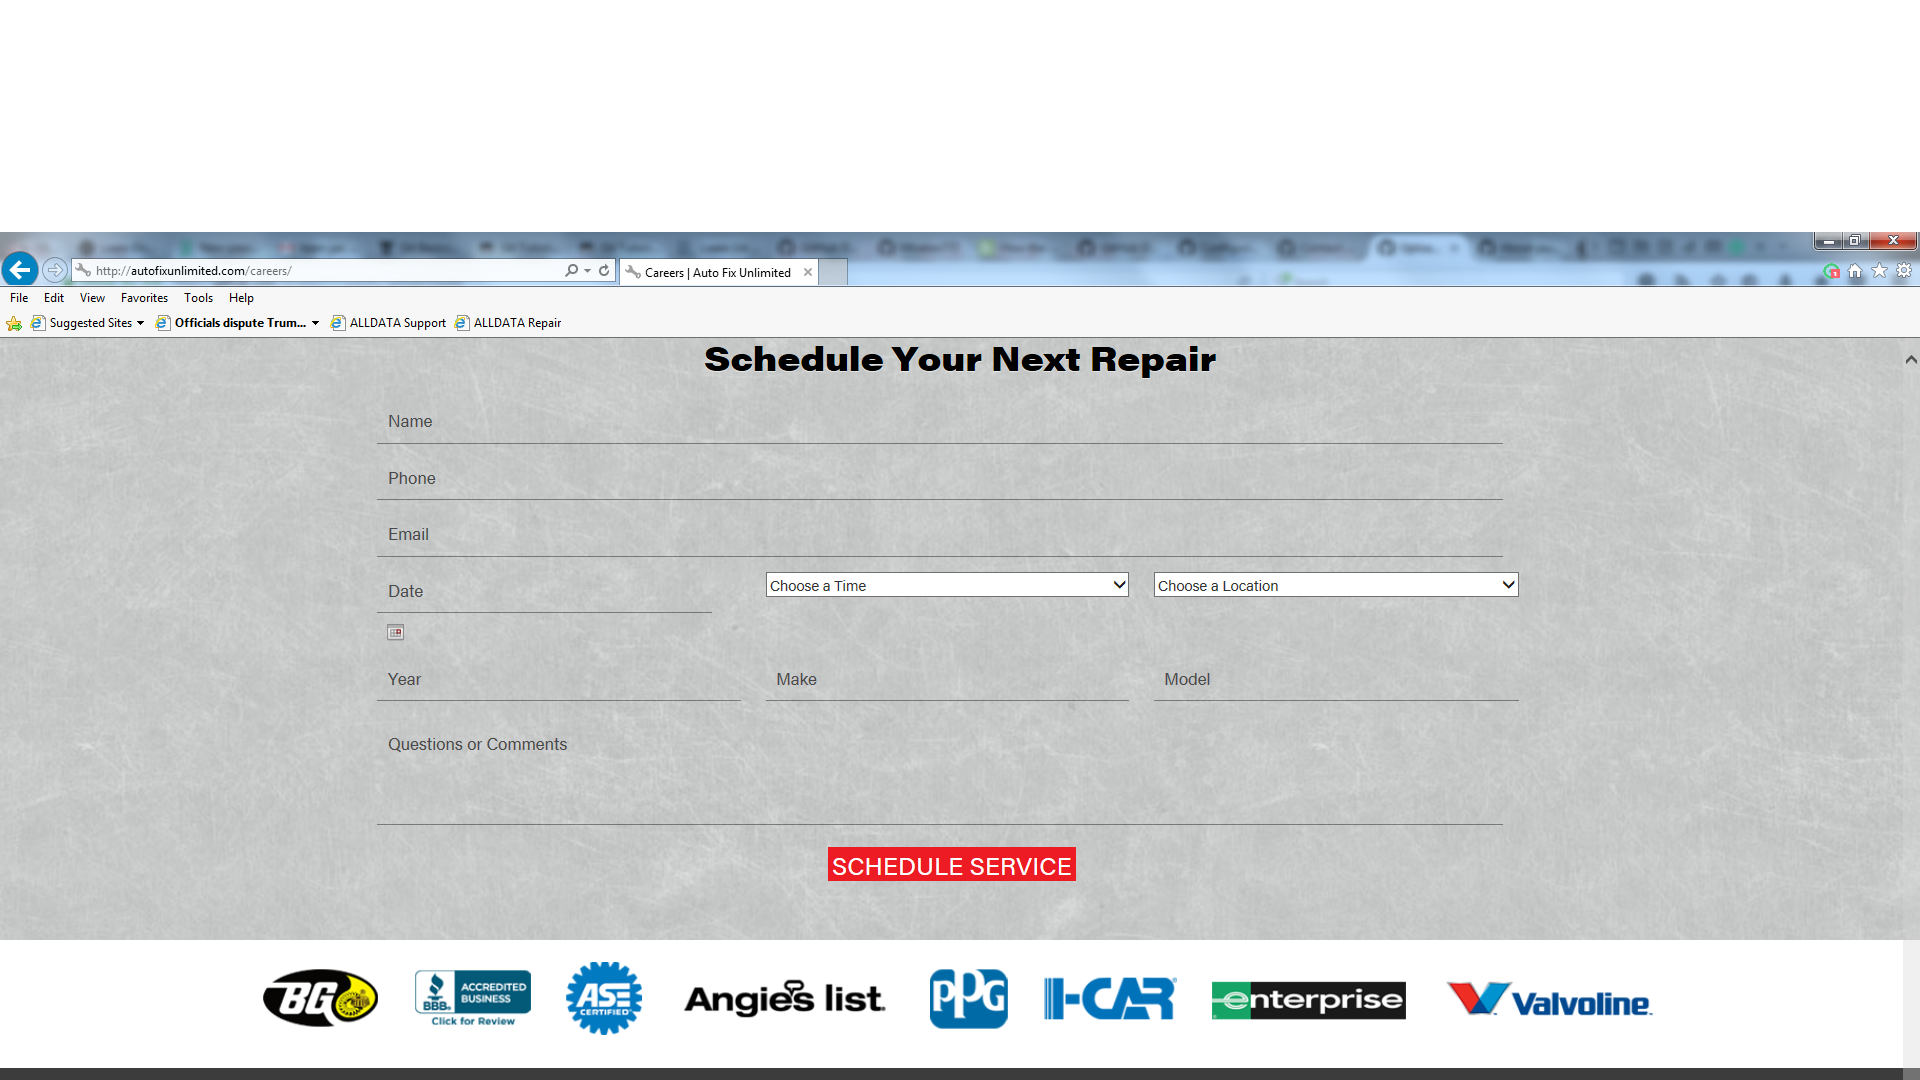 http://autofixunlimited.com/careers/
Careers | Auto Fix Unlimited
File Edit View Favorites Tools Help
Suggested Sites Officials dispute Trum... ALLDATA Support ALLDATA Repair
Schedule Your Next Repair
Name
Phone
Email
Date Choose a Time Choose a Location
Year Make Model
Questions or Comments
SCHEDULE SERVICE
BG
BBB. ACCREDITED BUSINESS
Click for Review
ASE CERTIFIED
Angie's list.
PPG
I-CAR
enterprise
Valvoline